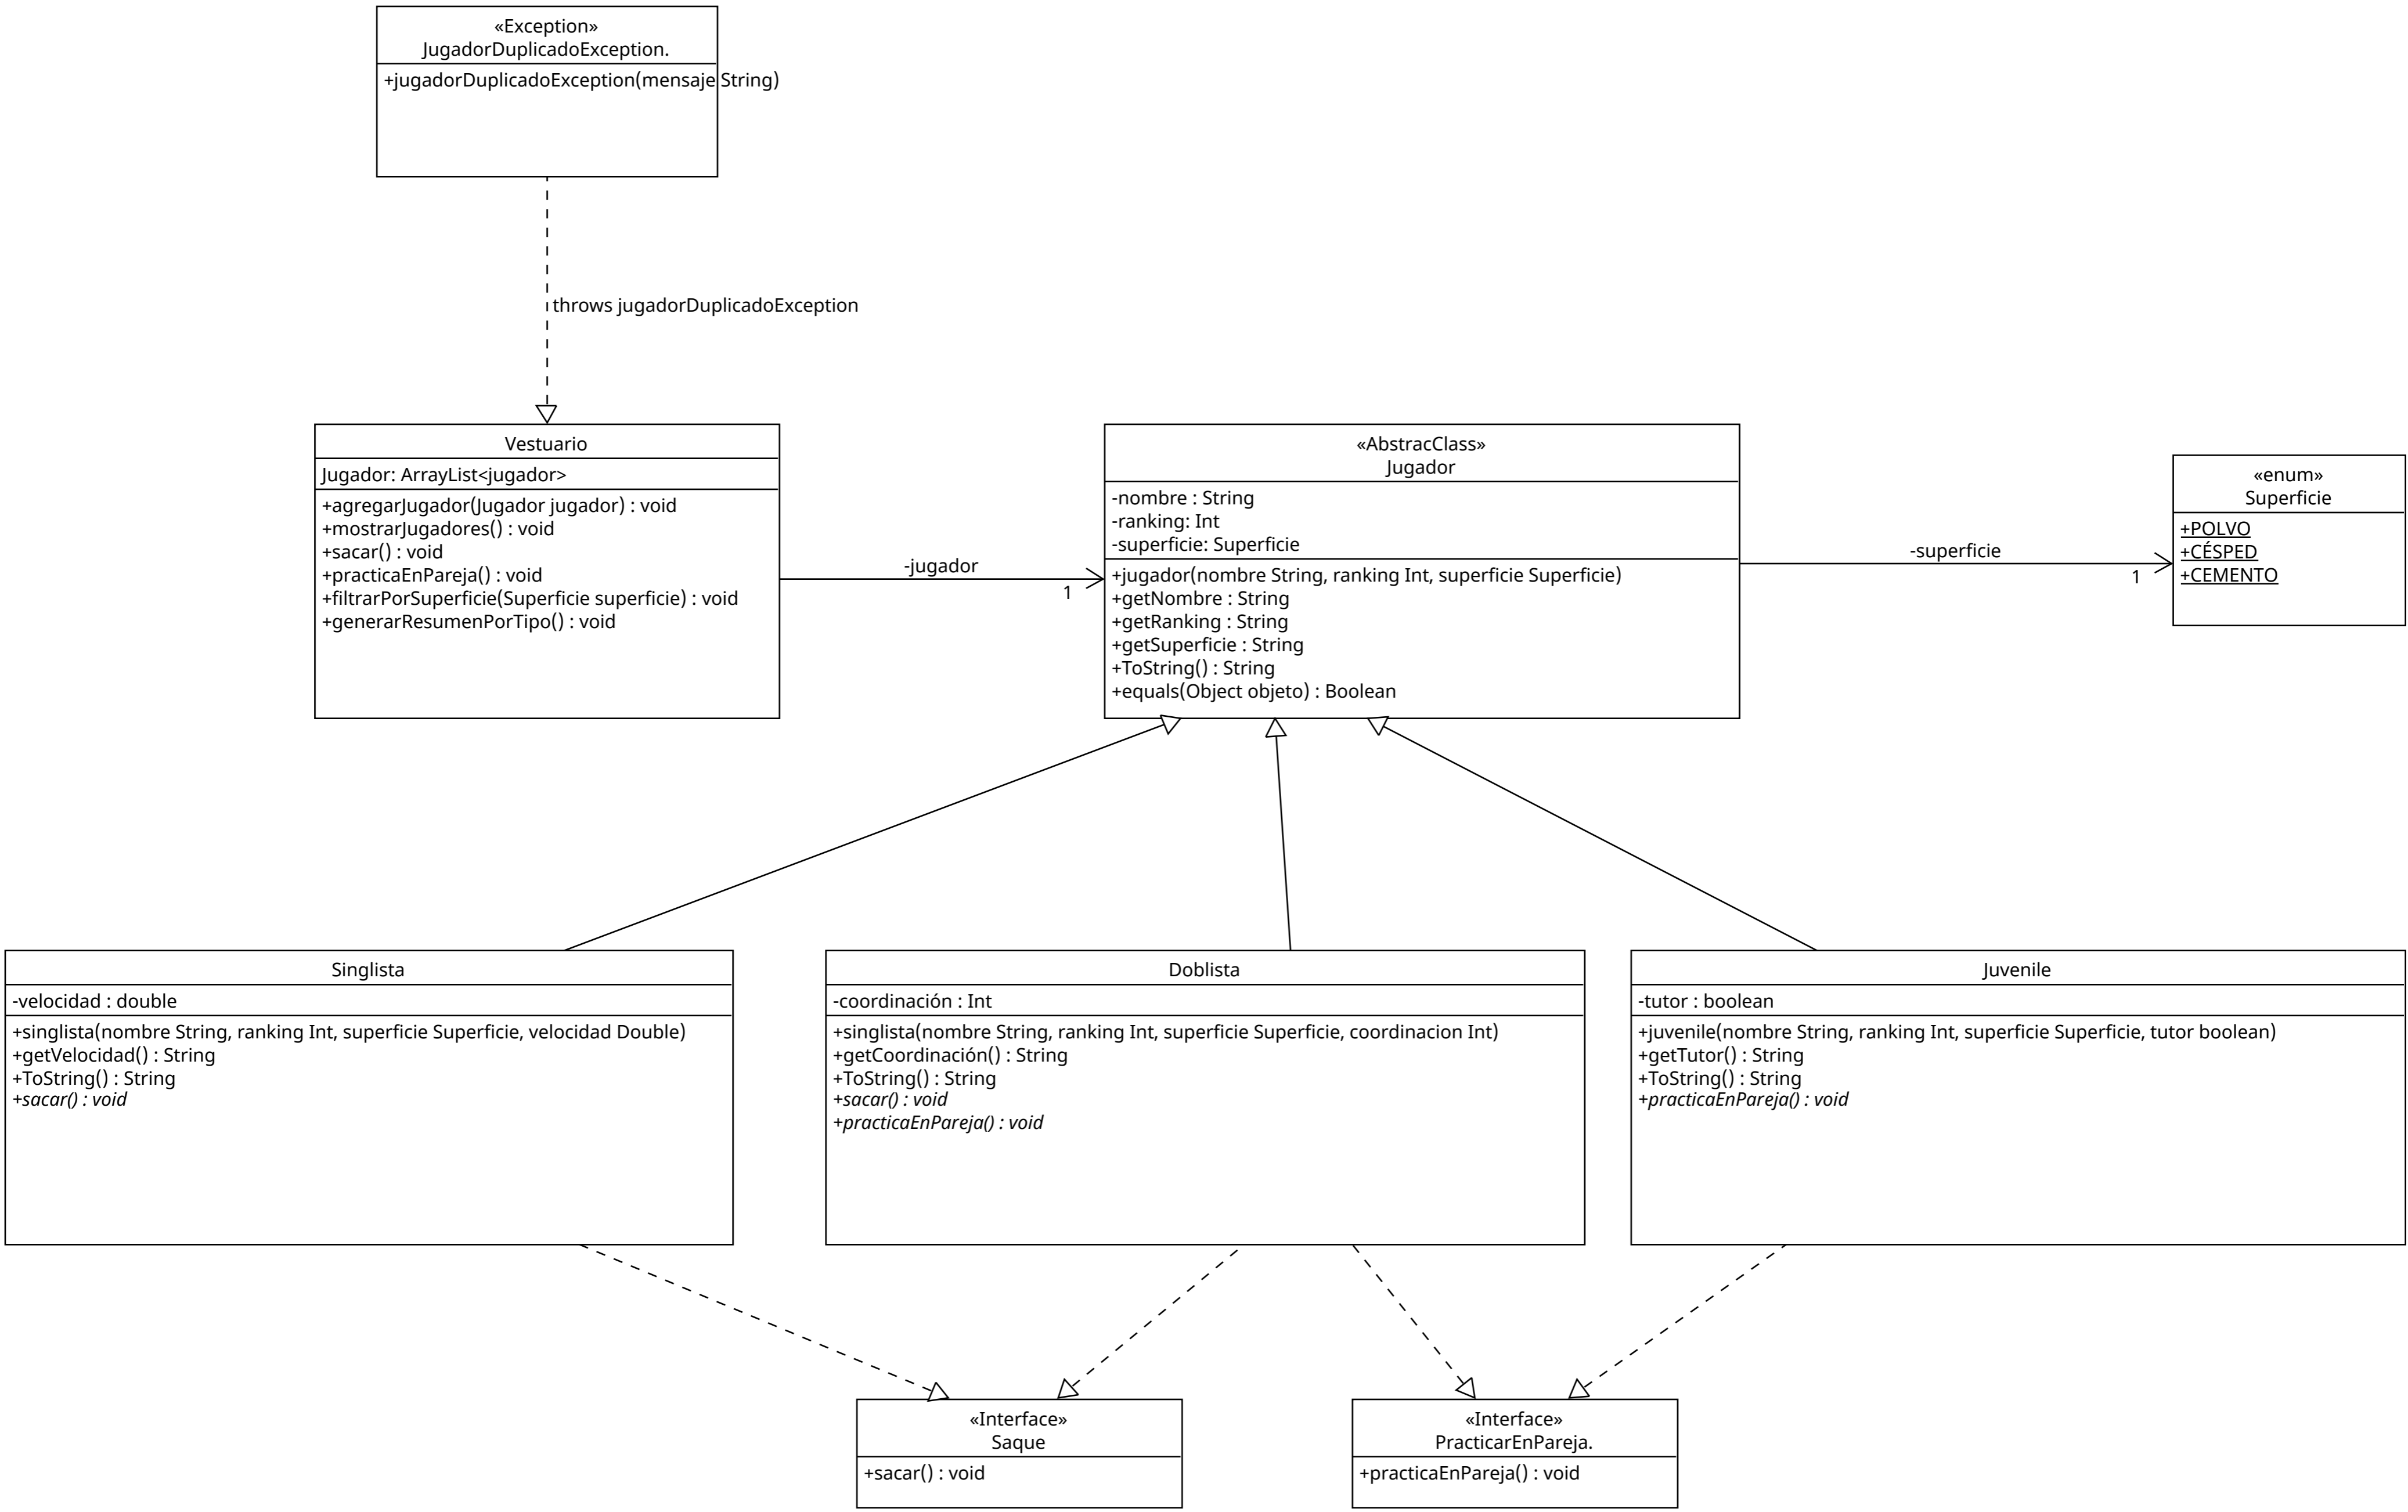 «Exception»
JugadorDuplicadoException.
+jugadorDuplicadoException(mensaje String)
throws jugadorDuplicadoException
Vestuario
Jugador: ArrayList<jugador>
+agregarJugador(Jugador jugador) : void
+mostrarJugadores() : void
+sacar() : void
+practicaEnPareja() : void
+filtrarPorSuperficie(Superficie superficie) : void
+generarResumenPorTipo() : void
-jugador
1
«AbstracClass»
Jugador
-nombre : String
-ranking: Int
-superficie: Superficie
+jugador(nombre String, ranking Int, superficie Superficie)
+getNombre : String
+getRanking : String
+getSuperficie : String
+ToString() : String
+equals(Object objeto) : Boolean
-superficie
1
«enum»
Superficie
+POLVO
+CÉSPED
+CEMENTO
Singlista
-velocidad : double
+singlista(nombre String, ranking Int, superficie Superficie, velocidad Double)
+getVelocidad() : String
+ToString() : String
+sacar() : void
Doblista
-coordinación : Int
+singlista(nombre String, ranking Int, superficie Superficie, coordinacion Int)
+getCoordinación() : String
+ToString() : String
+sacar() : void
+practicaEnPareja() : void
Juvenile
-tutor : boolean
+juvenile(nombre String, ranking Int, superficie Superficie, tutor boolean)
+getTutor() : String
+ToString() : String
+practicaEnPareja() : void
«Interface»
Saque
+sacar() : void
«Interface»
PracticarEnPareja.
+practicaEnPareja() : void